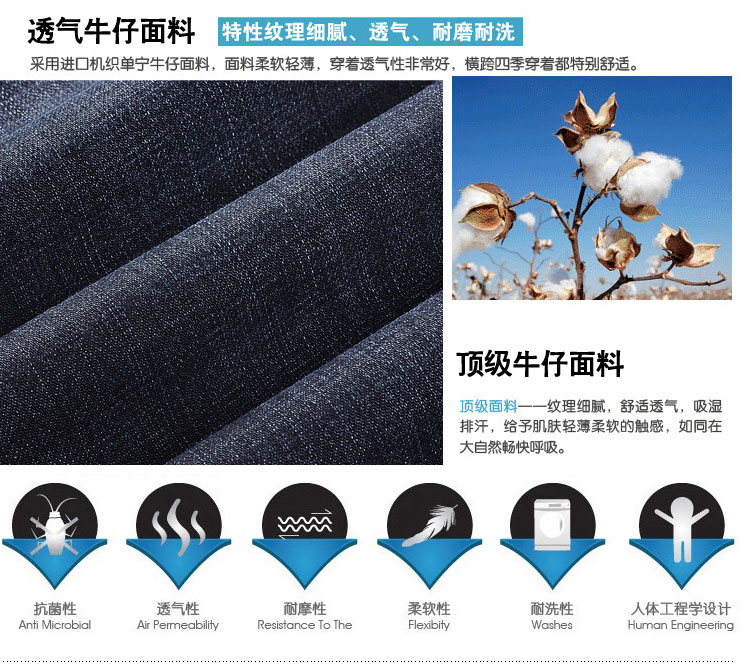 透气牛仔面料 特性纹理细腻、透气、耐磨耐洗
采用进口机织单宁牛仔面料，面料柔软轻薄，穿着透气性非常好，横跨四季穿着都特别舒适。
顶级牛仔面料
顶级面料——纹理细腻，舒适透气，吸湿
排汗，给予肌肤轻薄柔软的触感，如同在
大自然畅快呼吸。
抗菌性 透气性 耐摩性 柔软性 耐洗性 人体工程学设计
Anti Microbial Air Permeability Resistance To The Flexibity Washes Human Engineering